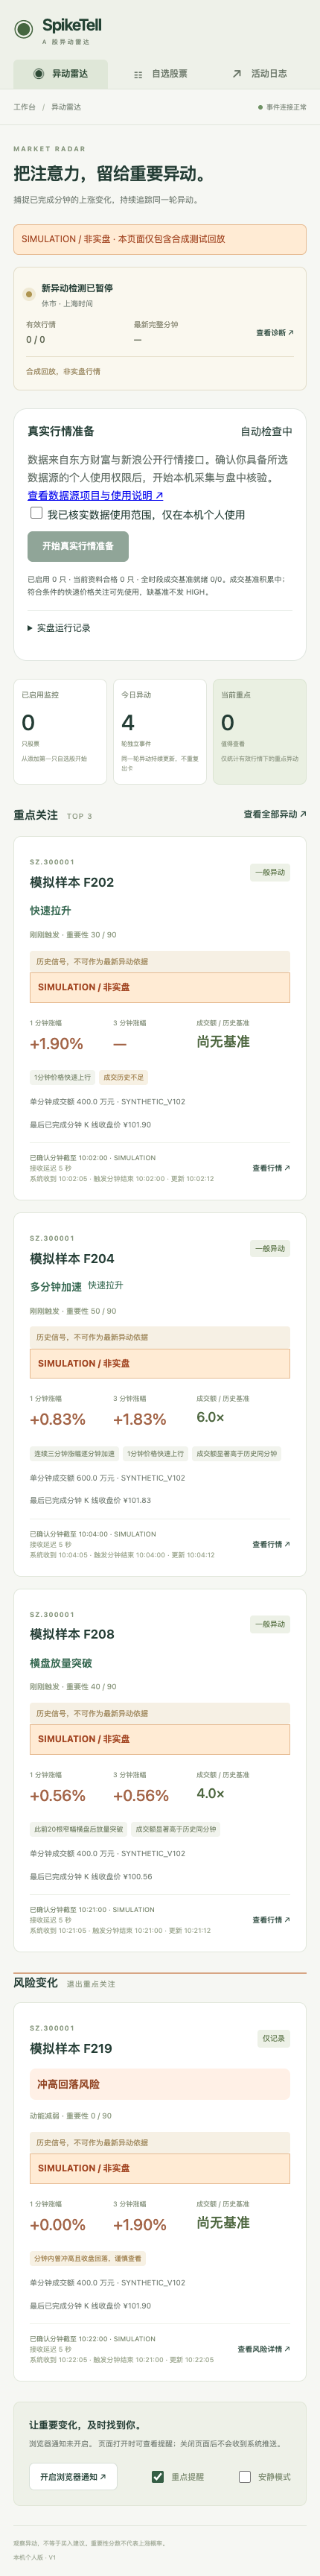 SpikeTell
A 股异动雷达
异动雷达
自选股票
活动日志
工作台 / 异动雷达
事件连接正常
MARKET RADAR
把注意力，留给重要异动。
捕捉已完成分钟的上涨变化，持续追踪同一轮异动。
SIMULATION / 非实盘 · 本页面仅包含合成测试回放
新异动检测已暂停
休市 · 上海时间
有效行情
0 / 0
最新完整分钟
—
查看诊断 ↗
合成回放，非实盘行情
真实行情准备
自动检查中
数据来自东方财富与新浪公开行情接口。确认你具备所选
数据源的个人使用权限后，开始本机采集与盘中核验。
查看数据源项目与使用说明 ↗
我已核实数据使用范围，仅在本机个人使用
开始真实行情准备
已启用 0 只 · 当前资料合格 0 只 · 全时段成交基准就绪 0/0。成交基准积累中；
符合条件的快速价格关注可先使用，缺基准不发 HIGH。
▶ 实盘运行记录
已启用监控
0
只股票
从添加第一只自选股开始
今日异动
4
轮独立事件
同一轮异动持续更新，不重复
出卡
当前重点
0
值得查看
仅统计有效行情下的重点异动
重点关注 TOP 3
查看全部异动 ↗
SZ.300001
模拟样本 F202
一般异动
快速拉升
刚刚触发 · 重要性 30 / 90
历史信号，不可作为最新异动依据
SIMULATION / 非实盘
1 分钟涨幅
+1.90%
3 分钟涨幅
—
成交额 / 历史基准
尚无基准
1分钟价格快速上行
成交历史不足
单分钟成交额 400.0 万元 · SYNTHETIC_V102
最后已完成分钟 K 线收盘价 ¥101.90
已确认分钟截至 10:02:00 · SIMULATION
接收延迟 5 秒
系统收到 10:02:05 · 触发分钟结束 10:02:00 · 更新 10:02:12
查看行情 ↗
SZ.300001
模拟样本 F204
一般异动
多分钟加速 快速拉升
刚刚触发 · 重要性 50 / 90
历史信号，不可作为最新异动依据
SIMULATION / 非实盘
1 分钟涨幅
+0.83%
3 分钟涨幅
+1.83%
成交额 / 历史基准
6.0×
连续三分钟涨幅逐分钟加速
1分钟价格快速上行
成交额显著高于历史同分钟
单分钟成交额 600.0 万元 · SYNTHETIC_V102
最后已完成分钟 K 线收盘价 ¥101.83
已确认分钟截至 10:04:00 · SIMULATION
接收延迟 5 秒
系统收到 10:04:05 · 触发分钟结束 10:04:00 · 更新 10:04:12
查看行情 ↗
SZ.300001
模拟样本 F208
一般异动
横盘放量突破
刚刚触发 · 重要性 40 / 90
历史信号，不可作为最新异动依据
SIMULATION / 非实盘
1 分钟涨幅
+0.56%
3 分钟涨幅
+0.56%
成交额 / 历史基准
4.0×
此前20根窄幅横盘后放量突破
成交额显著高于历史同分钟
单分钟成交额 400.0 万元 · SYNTHETIC_V102
最后已完成分钟 K 线收盘价 ¥100.56
已确认分钟截至 10:21:00 · SIMULATION
接收延迟 5 秒
系统收到 10:21:05 · 触发分钟结束 10:21:00 · 更新 10:21:12
查看行情 ↗
风险变化 退出重点关注
SZ.300001
模拟样本 F219
仅记录
冲高回落风险
动能减弱 · 重要性 0 / 90
历史信号，不可作为最新异动依据
SIMULATION / 非实盘
1 分钟涨幅
+0.00%
3 分钟涨幅
+1.90%
成交额 / 历史基准
尚无基准
分钟内曾冲高且收盘回落，谨慎查看
单分钟成交额 400.0 万元 · SYNTHETIC_V102
最后已完成分钟 K 线收盘价 ¥101.90
已确认分钟截至 10:22:00 · SIMULATION
接收延迟 5 秒
系统收到 10:22:05 · 触发分钟结束 10:21:00 · 更新 10:22:05
查看风险详情 ↗
让重要变化，及时找到你。
浏览器通知未开启。 页面打开时可查看提醒；关闭页面后不会收到系统推送。
开启浏览器通知 ↗
重点提醒
安静模式
观察异动，不等于买入建议。重要性分数不代表上涨概率。
本机个人版 · V1